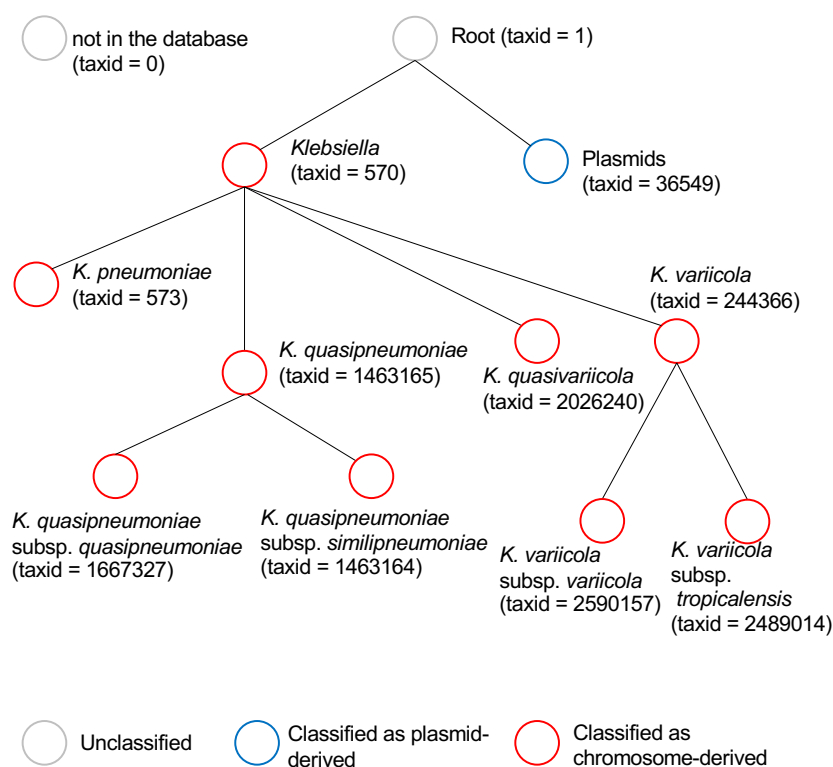 not in the database
(taxid = 0)
Root (taxid = 1)
Klebsiella
(taxid = 570)
Plasmids
(taxid = 36549)
K. pneumoniae
(taxid = 573)
K. variicola
(taxid = 244366)
K. quasipneumoniae
(taxid = 1463165)
K. quasivariicola
(taxid = 2026240)
K. quasipneumoniae
subsp. quasipneumoniae
(taxid = 1667327)
K. quasipneumoniae
subsp. similipneumoniae
(taxid = 1463164)
K. variicola
subsp. variicola
(taxid = 2590157)
K. variicola
subsp.
tropicalensis
(taxid = 2489014)
Unclassified
Classified as plasmid-
derived
Classified as
chromosome-derived